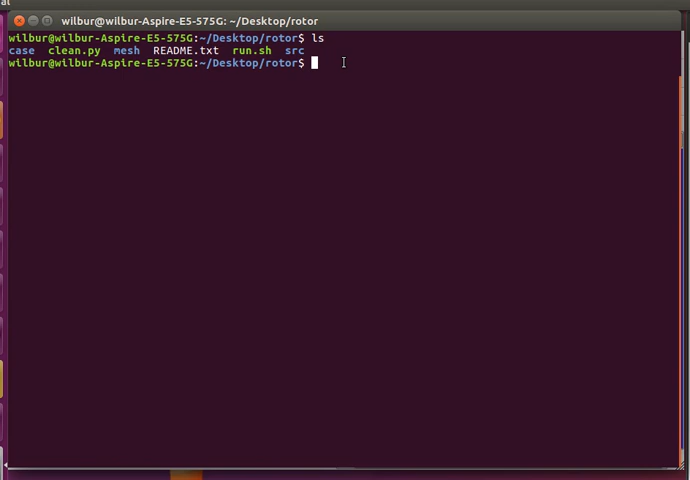 al
wilbur@wilbur-Aspire-E5-575G: ~/Desktop/rotor
wilbur@wilbur-Aspire-E5-575G:~/Desktop/rotor$ ls
case clean.py mesh README.txt run.sh src
wilbur@wilbur-Aspire-E5-575G:~/Desktop/rotor$